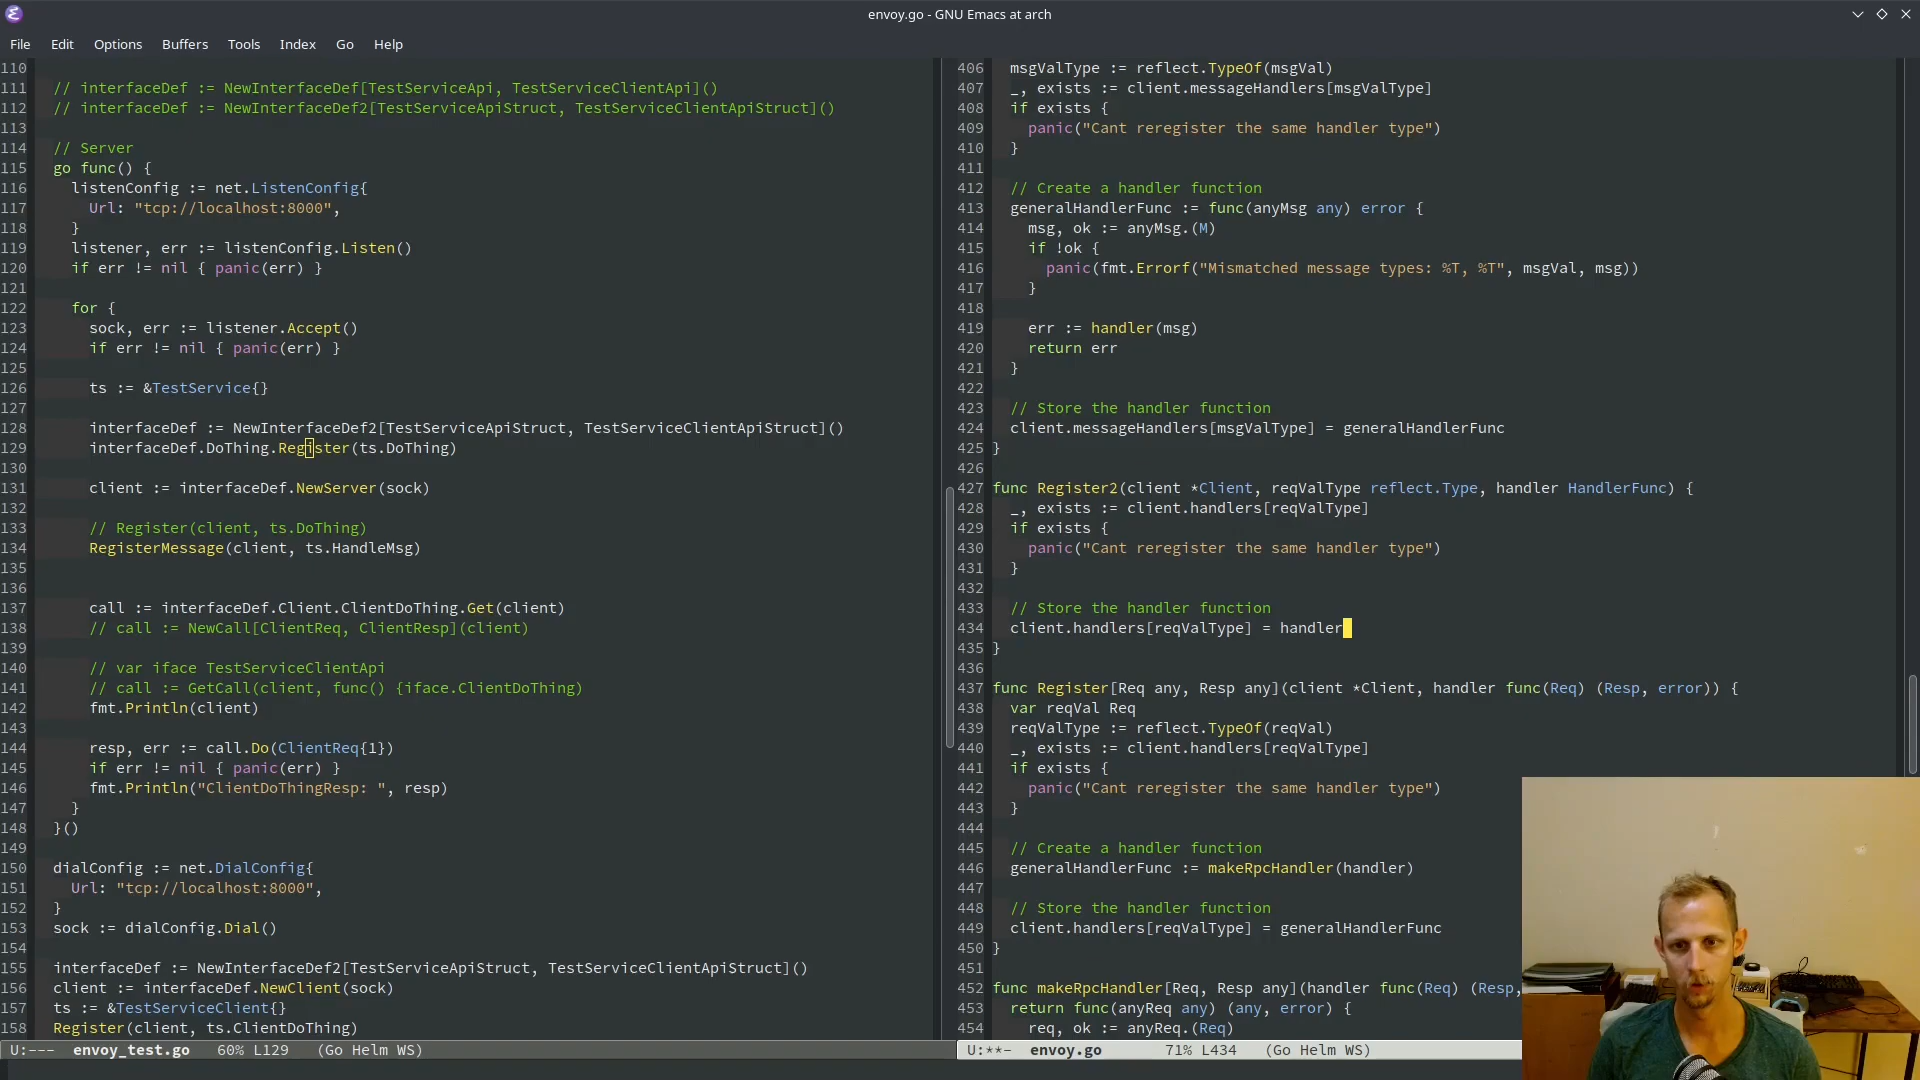 envoy.go - GNU Emacs at arch
File Edit Options Buffers Tools Index Go Help
110
111 // interfaceDef := NewInterfaceDef[TestServiceApi, TestServiceClientApi]()
112 // interfaceDef := NewInterfaceDef2[TestServiceApiStruct, TestServiceClientApiStruct]()
113
114 // Server
115 go func() {
116 listenConfig := net.ListenConfig{
117 Url: "tcp://localhost:8000",
118 }
119 listener, err := listenConfig.Listen()
120 if err != nil { panic(err) }
121
122 for {
123 sock, err := listener.Accept()
124 if err != nil { panic(err) }
125
126 ts := &TestService{}
127
128 interfaceDef := NewInterfaceDef2[TestServiceApiStruct, TestServiceClientApiStruct]()
129 interfaceDef.DoThing.Register(ts.DoThing)
130
131 client := interfaceDef.NewServer(sock)
132
133 // Register(client, ts.DoThing)
134 RegisterMessage(client, ts.HandleMsg)
135
136
137 call := interfaceDef.Client.ClientDoThing.Get(client)
138 // call := NewCall[ClientReq, ClientResp](client)
139
140 // var iface TestServiceClientApi
141 // call := GetCall(client, func() {iface.ClientDoThing)
142 fmt.Println(client)
143
144 resp, err := call.Do(ClientReq{1})
145 if err != nil { panic(err) }
146 fmt.Println("ClientDoThingResp: ", resp)
147 }
148 }()
149
150 dialConfig := net.DialConfig{
151 Url: "tcp://localhost:8000",
152 }
153 sock := dialConfig.Dial()
154
155 interfaceDef := NewInterfaceDef2[TestServiceApiStruct, TestServiceClientApiStruct]()
156 client := interfaceDef.NewClient(sock)
157 ts := &TestServiceClient{}
158 Register(client, ts.ClientDoThing)
U:--- envoy_test.go 60% L129 (Go Helm WS)
406 msgValType := reflect.TypeOf(msgVal)
407 _, exists := client.messageHandlers[msgValType]
408 if exists {
409 panic("Cant reregister the same handler type")
410 }
411
412 // Create a handler function
413 generalHandlerFunc := func(anyMsg any) error {
414 msg, ok := anyMsg.(M)
415 if !ok {
416 panic(fmt.Errorf("Mismatched message types: %T, %T", msgVal, msg))
417 }
418
419 err := handler(msg)
420 return err
421 }
422
423 // Store the handler function
424 client.messageHandlers[msgValType] = generalHandlerFunc
425 }
426
427 func Register2(client *Client, reqValType reflect.Type, handler HandlerFunc) {
428 _, exists := client.handlers[reqValType]
429 if exists {
430 panic("Cant reregister the same handler type")
431 }
432
433 // Store the handler function
434 client.handlers[reqValType] = handler
435 }
436
437 func Register[Req any, Resp any](client *Client, handler func(Req) (Resp, error)) {
438 var reqVal Req
439 reqValType := reflect.TypeOf(reqVal)
440 _, exists := client.handlers[reqValType]
441 if exists {
442 panic("Cant reregister the same handler type")
443 }
444
445 // Create a handler function
446 generalHandlerFunc := makeRpcHandler(handler)
447
448 // Store the handler function
449 client.handlers[reqValType] = generalHandlerFunc
450 }
451
452 func makeRpcHandler[Req, Resp any](handler func(Req) (Resp,
453 return func(anyReq any) (any, error) {
454 req, ok := anyReq.(Req)
U:**- envoy.go 71% L434 (Go Helm WS)